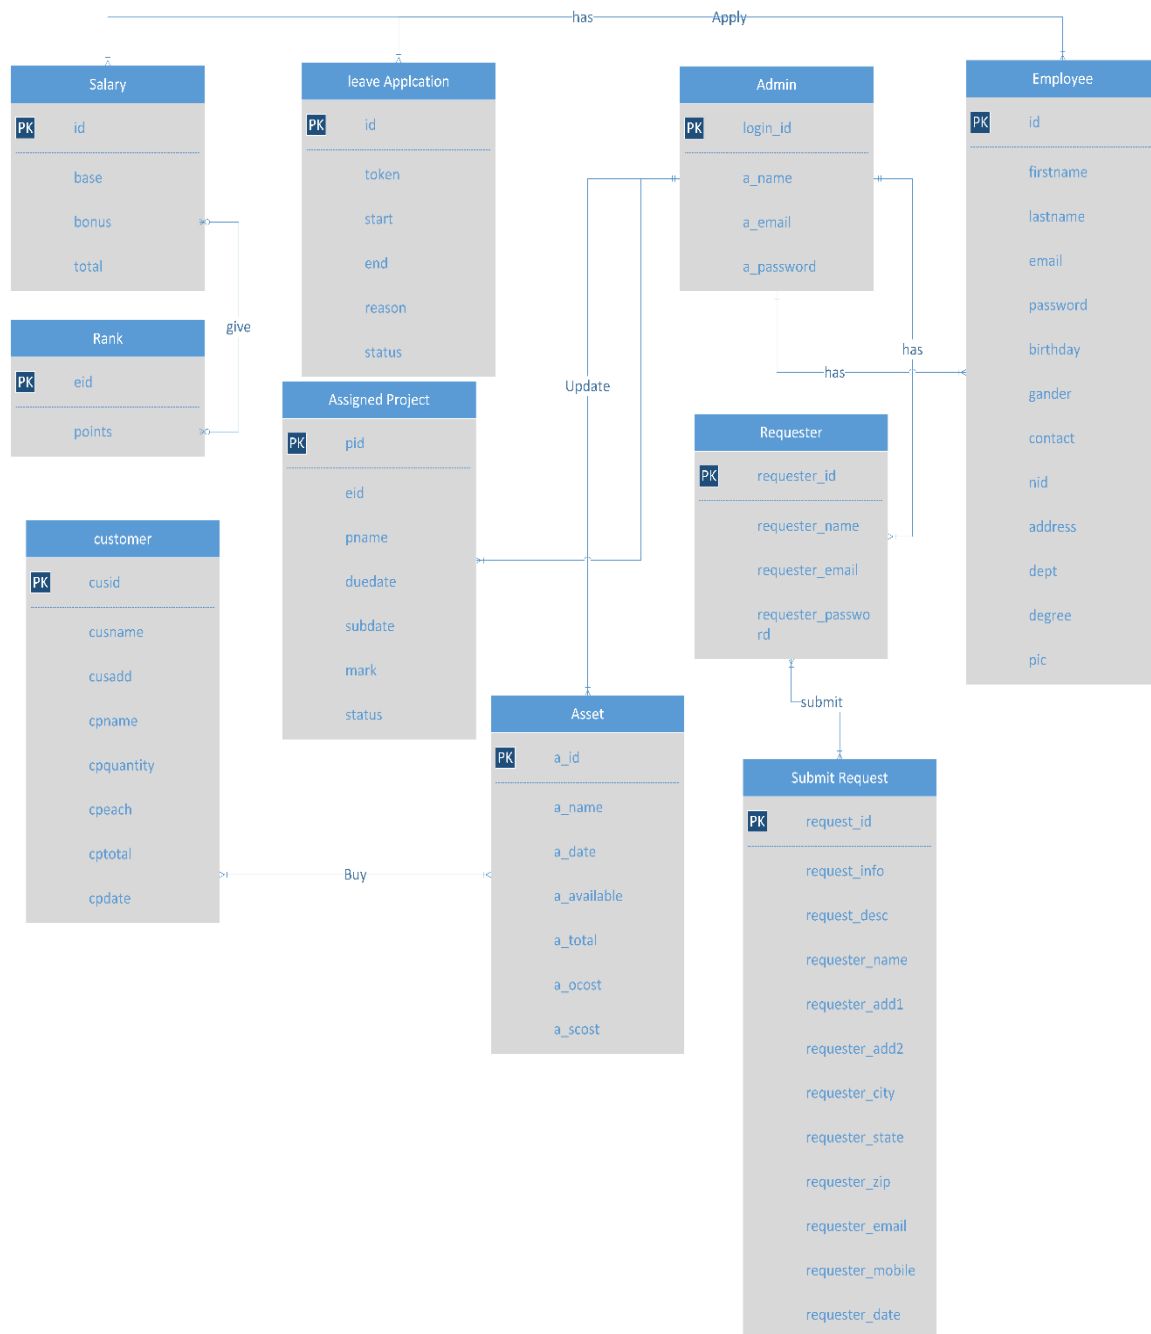 has
Apply
Salary
PK
id
base
bonus
total
leave Applcation
PK
id
token
start
end
reason
status
Admin
PK
login_id
a_name
a_email
a_password
Employee
PK
id
firstname
lastname
email
password
birthday
gander
contact
nid
address
dept
degree
pic
give
Rank
PK
eid
points
Update
has
has
Assigned Project
PK
pid
eid
pname
duedate
subdate
mark
status
Requester
PK
requester_id
requester_name
requester_email
requester_passwo
rd
submit
customer
PK
cusid
cusname
cusadd
cpname
cpquantity
cpeach
cptotal
cpdate
Buy
Asset
PK
a_id
a_name
a_date
a_available
a_total
a_ocost
a_scost
Submit Request
PK
request_id
request_info
request_desc
requester_name
requester_add1
requester_add2
requester_city
requester_state
requester_zip
requester_email
requester_mobile
requester_date